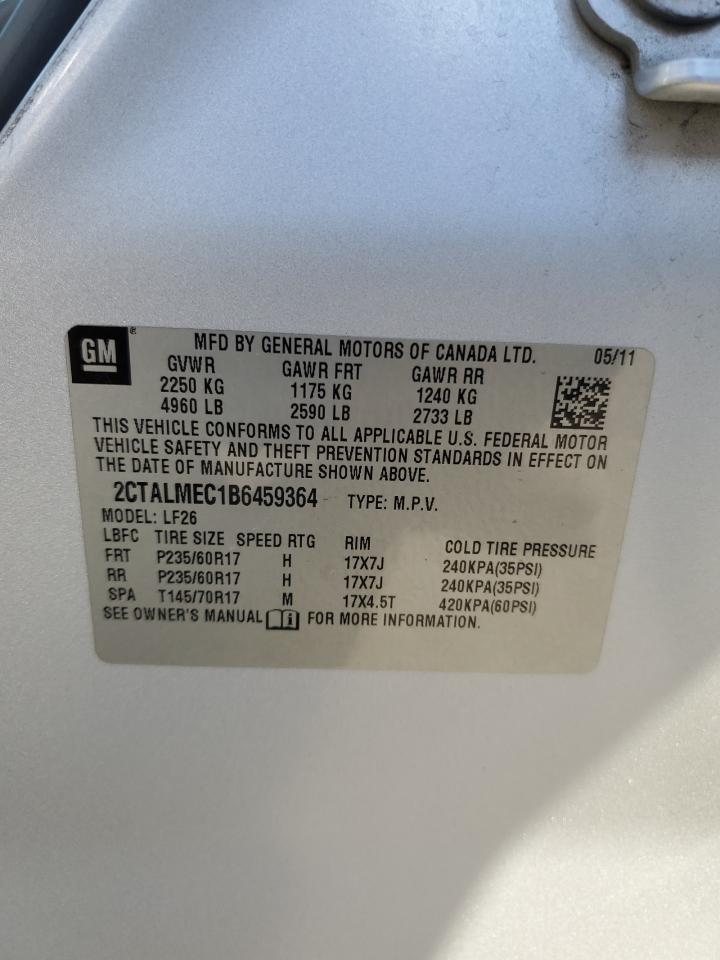 GM®
MFD BY GENERAL MOTORS OF CANADA LTD. 05/11
GVWR GAWR FRT GAWR RR
2250 KG 1175 KG 1240 KG
4960 LB 2590 LB 2733 LB
THIS VEHICLE CONFORMS TO ALL APPLICABLE U.S. FEDERAL MOTOR
VEHICLE SAFETY AND THEFT PREVENTION STANDARDS IN EFFECT ON
THE DATE OF MANUFACTURE SHOWN ABOVE.
2CTALMEC1B6459364 TYPE: M.P.V.
MODEL: LF26
LBFC TIRE SIZE SPEED RTG RIM COLD TIRE PRESSURE
FRT P235/60R17 H 17X7J 240KPA(35PSI)
RR P235/60R17 H 17X7J 240KPA(35PSI)
SPA T145/70R17 M 17X4.5T 420KPA(60PSI)
SEE OWNER'S MANUAL FOR MORE INFORMATION.